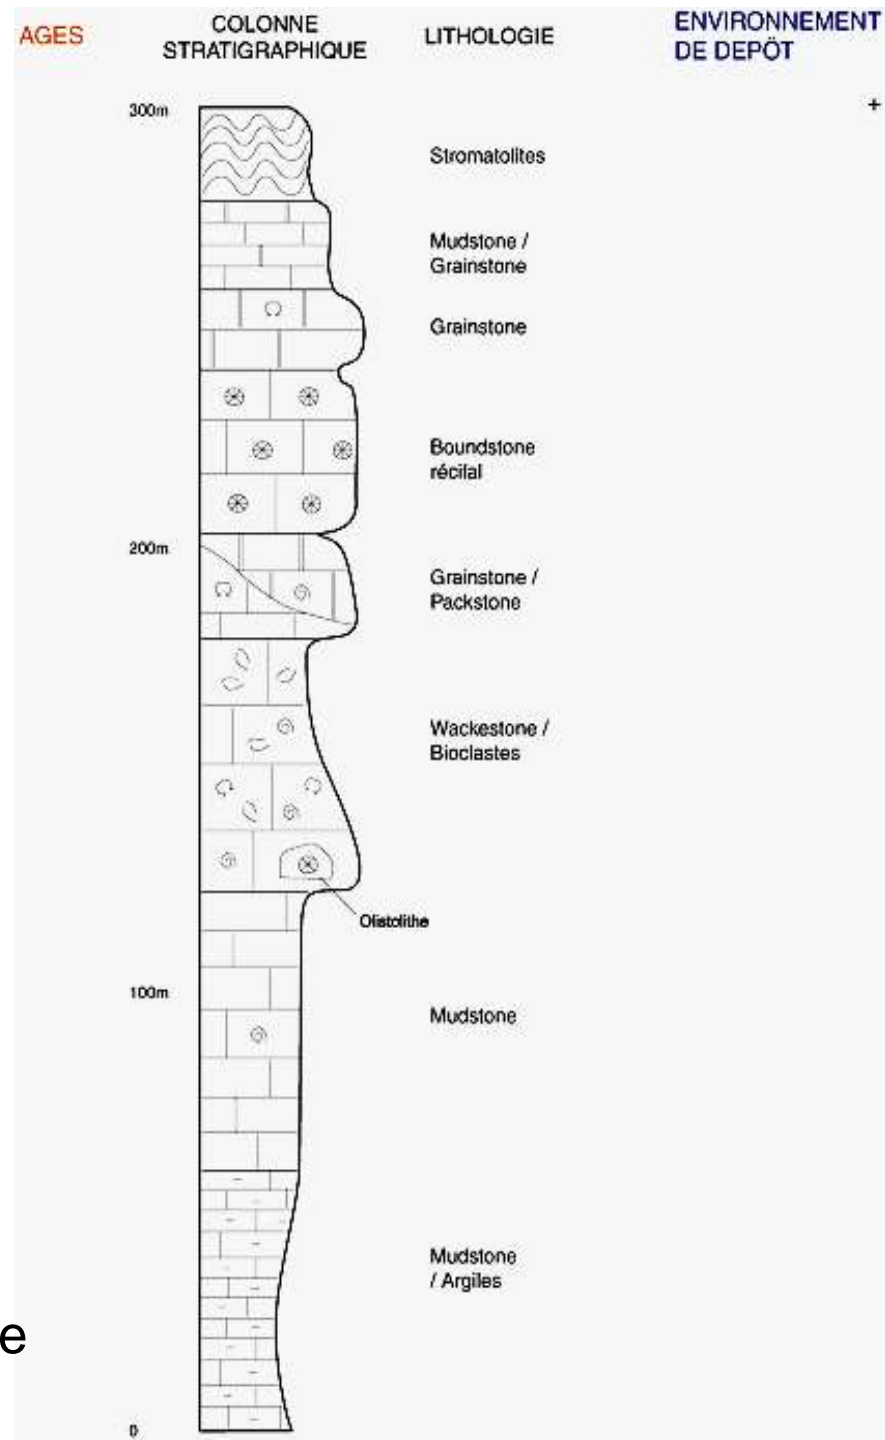 AGES
COLONNE
STRATIGRAPHIQUE
LITHOLOGIE
ENVIRONNEMENT
DE DEPÖT
300m
+
Stromatolites
Mudstone /
Grainstone
Grainstone
Boundstone
récifal
200m
Grainstone /
Packstone
Wackestone /
Bioclastes
Olistolithe
100m
Mudstone
Mudstone
/ Argiles
e
0